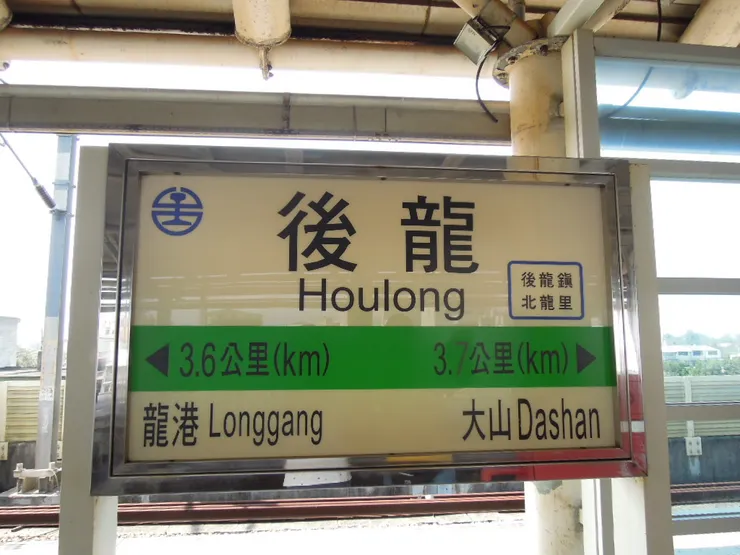 後龍
Houlong
後龍鎮
北龍里
◀3.6公里(km) 3.7公里(km)▶
龍港 Longgang 大山 Dashan